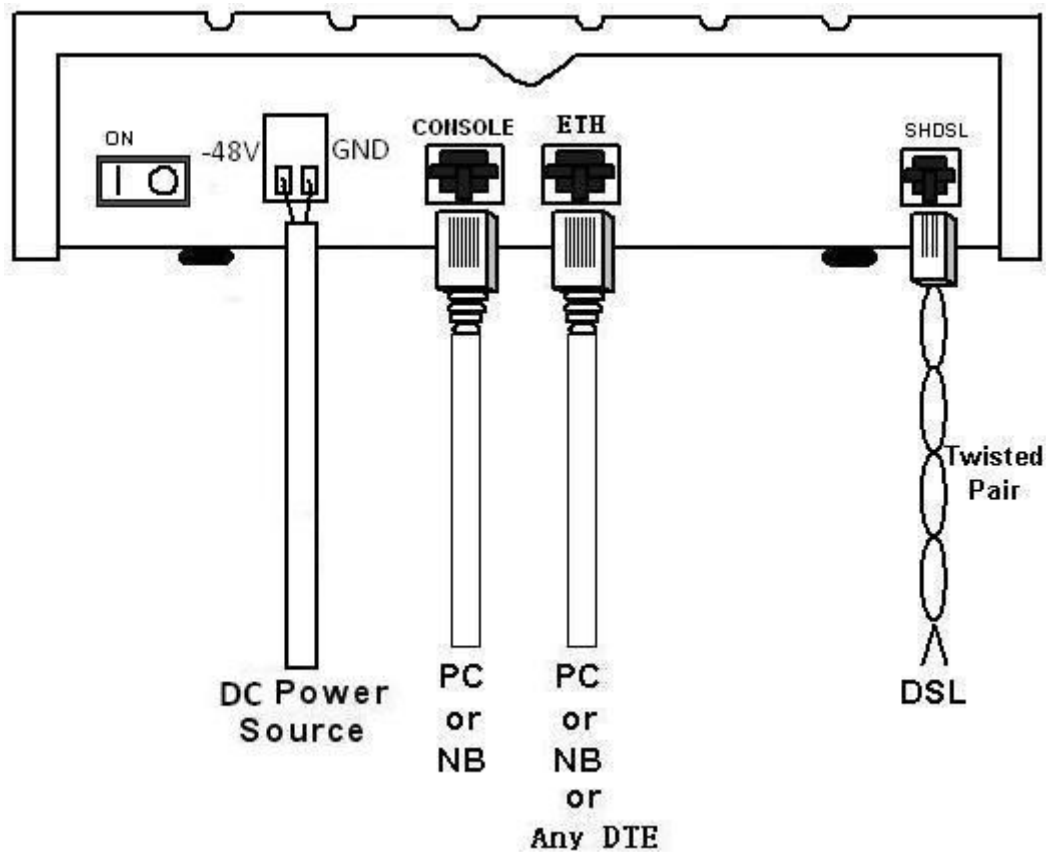 ON
-48V
GND
CONSOLE
ETH
SHDSL
Twisted
Pair
DC Power
Source
PC
or
NB
PC
or
NB
or
Any DTE
DSL